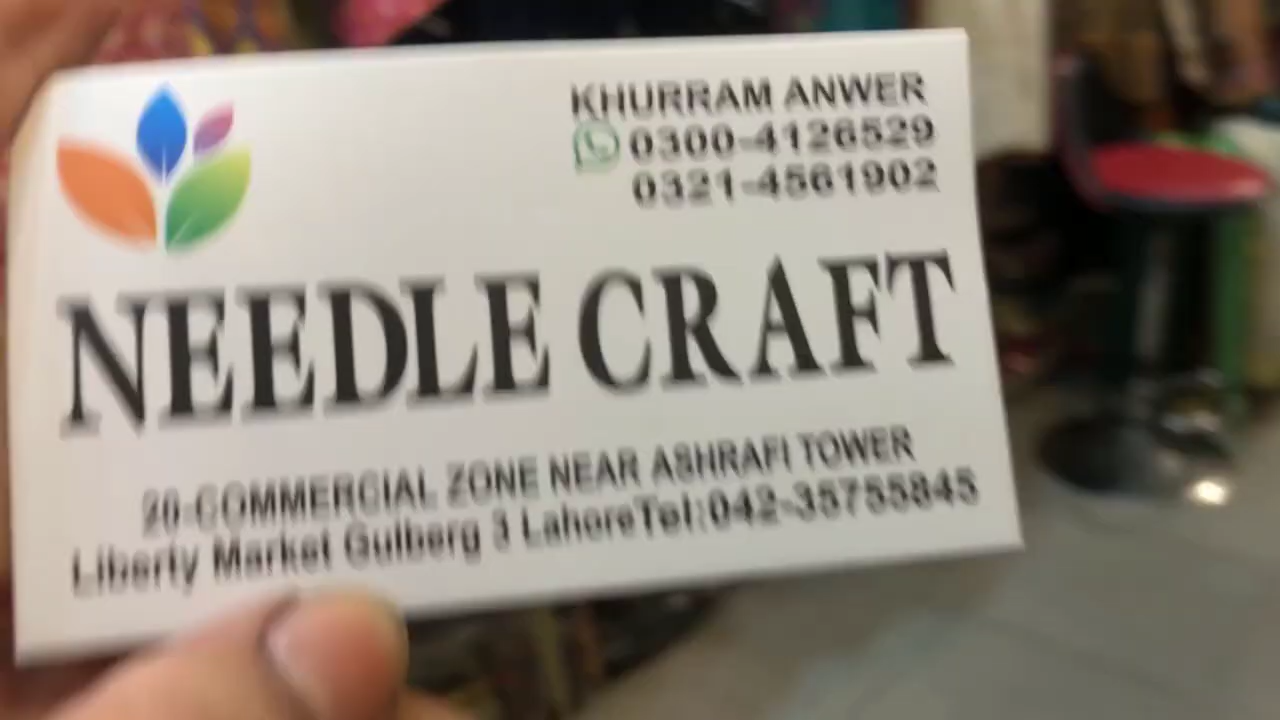 KHURRAM ANWER
0300-4126529
0321-4561902
NEEDLE CRAFT
20-COMMERCIAL ZONE NEAR ASHRAFI TOWER
Liberty Market Gulberg 3 LahoreTel:042-35755845